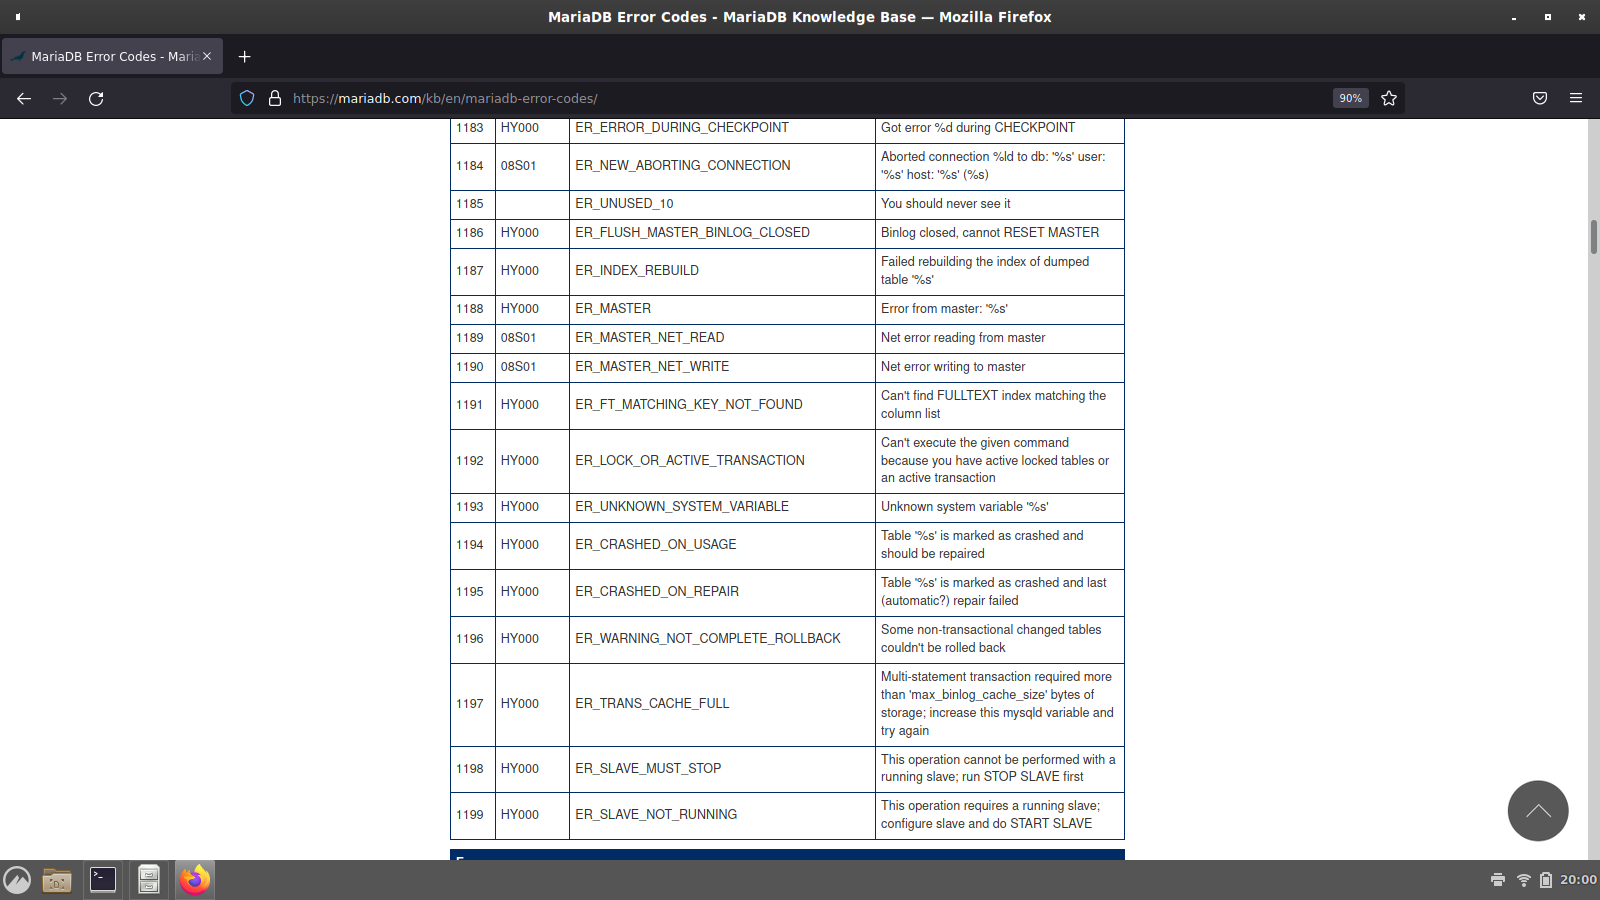 MariaDB Error Codes - MariaDB Knowledge Base — Mozilla Firefox
MariaDB Error Codes - Maria
https://mariadb.com/kb/en/mariadb-error-codes/
90%
1183 HY000 ER_ERROR_DURING_CHECKPOINT Got error %d during CHECKPOINT
1184 08S01 ER_NEW_ABORTING_CONNECTION Aborted connection %ld to db: '%s' user:
'%s' host: '%s' (%s)
1185 ER_UNUSED_10 You should never see it
1186 HY000 ER_FLUSH_MASTER_BINLOG_CLOSED Binlog closed, cannot RESET MASTER
1187 HY000 ER_INDEX_REBUILD Failed rebuilding the index of dumped
table '%s'
1188 HY000 ER_MASTER Error from master: '%s'
1189 08S01 ER_MASTER_NET_READ Net error reading from master
1190 08S01 ER_MASTER_NET_WRITE Net error writing to master
1191 HY000 ER_FT_MATCHING_KEY_NOT_FOUND Can't find FULLTEXT index matching the
column list
1192 HY000 ER_LOCK_OR_ACTIVE_TRANSACTION Can't execute the given command
because you have active locked tables or
an active transaction
1193 HY000 ER_UNKNOWN_SYSTEM_VARIABLE Unknown system variable '%s'
1194 HY000 ER_CRASHED_ON_USAGE Table '%s' is marked as crashed and
should be repaired
1195 HY000 ER_CRASHED_ON_REPAIR Table '%s' is marked as crashed and last
(automatic?) repair failed
1196 HY000 ER_WARNING_NOT_COMPLETE_ROLLBACK Some non-transactional changed tables
couldn't be rolled back
1197 HY000 ER_TRANS_CACHE_FULL Multi-statement transaction required more
than 'max_binlog_cache_size' bytes of
storage; increase this mysqld variable and
try again
1198 HY000 ER_SLAVE_MUST_STOP This operation cannot be performed with a
running slave; run STOP SLAVE first
1199 HY000 ER_SLAVE_NOT_RUNNING This operation requires a running slave;
configure slave and do START SLAVE
20:00